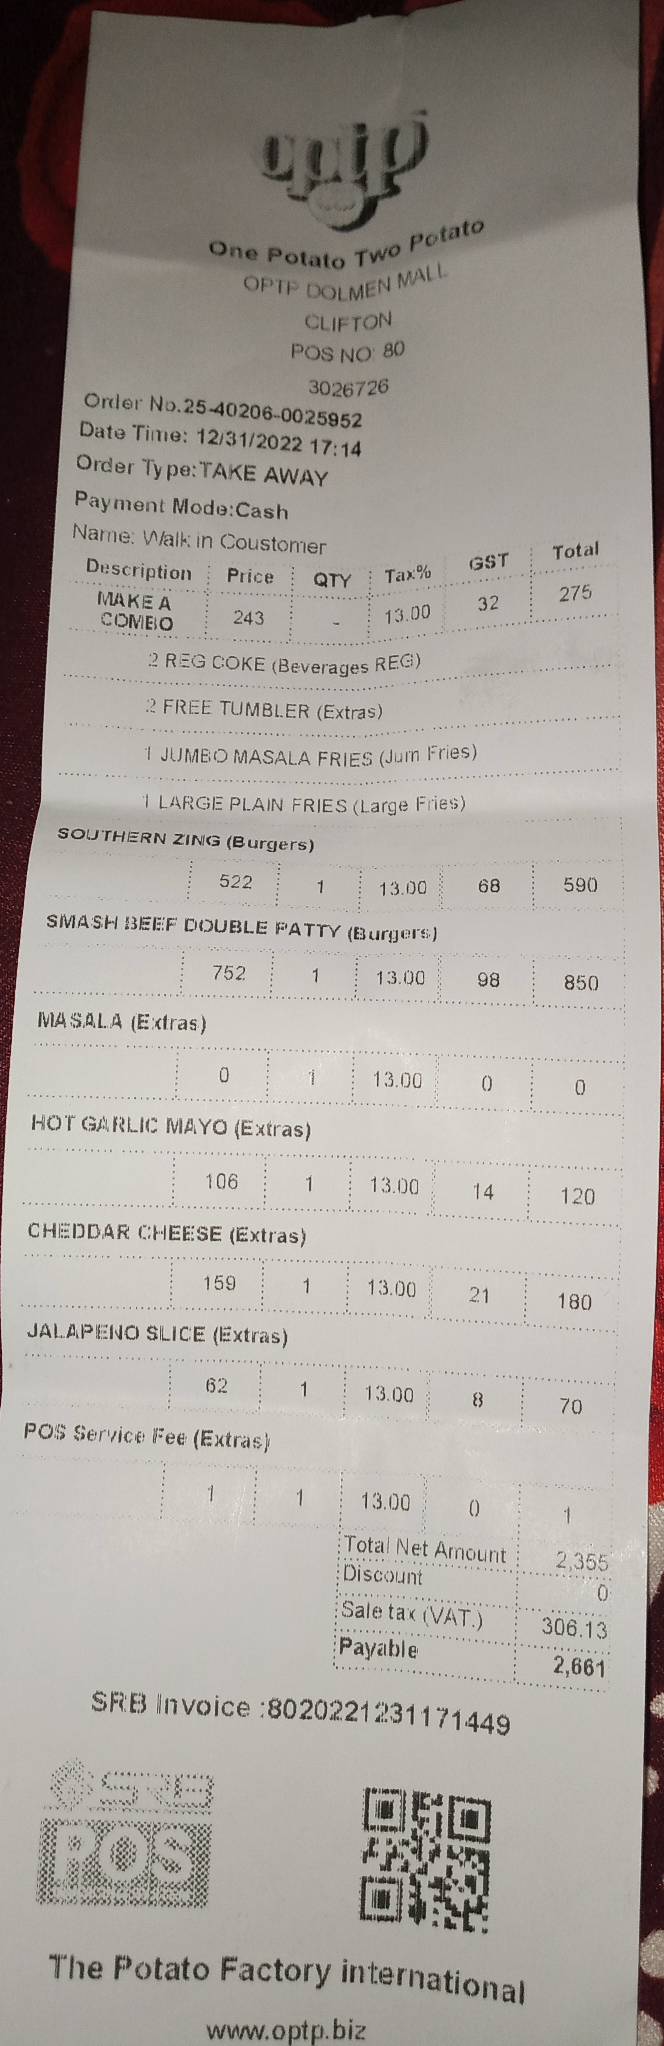 optp
One Potato Two Potato
OPTP DOLMEN MALL
CLIFTON
POS NO: 80
3026726
Order No.25-40206-0025952
Date Time: 12/31/2022 17:14
Order Type:TAKE AWAY
Payment Mode:Cash
Name: Walk in Coustomer
Description Price QTY Tax% GST Total
MAKE A COMBO 243 - 13.00 32 275
2 REG COKE (Beverages REG)
2 FREE TUMBLER (Extras)
1 JUMBO MASALA FRIES (Jum Fries)
1 LARGE PLAIN FRIES (Large Fries)
SOUTHERN ZING (Burgers)
522 1 13.00 68 590
SMASH BEEF DOUBLE PATTY (Burgers)
752 1 13.00 98 850
MASALA (Extras)
0 1 13.00 0 0
HOT GARLIC MAYO (Extras)
106 1 13.00 14 120
CHEDDAR CHEESE (Extras)
159 1 13.00 21 180
JALAPENO SLICE (Extras)
62 1 13.00 8 70
POS Service Fee (Extras)
1 1 13.00 0 1
Total Net Amount 2,355
Discount 0
Sale tax (VAT.) 306.13
Payable 2,661
SRB Invoice :8020221231171449
SRB
POS
The Potato Factory international
www.optp.biz